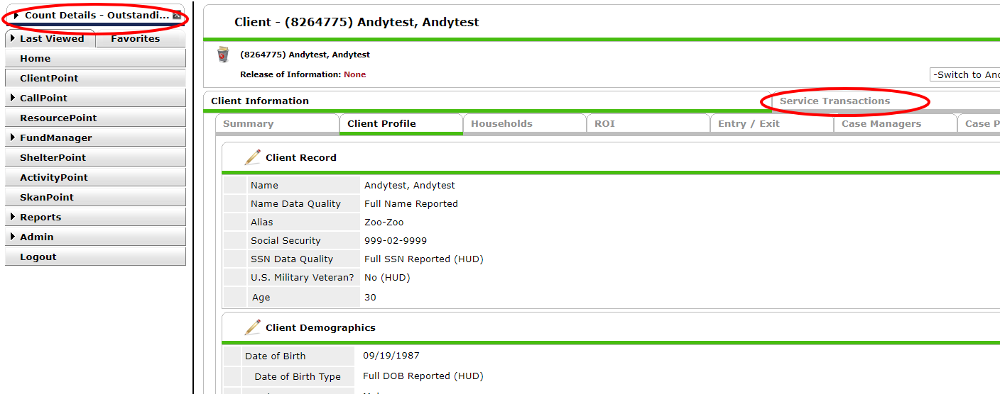 Count Details - Outstandi...
Last Viewed Favorites
Home
ClientPoint
CallPoint
ResourcePoint
FundManager
ShelterPoint
ActivityPoint
SkanPoint
Reports
Admin
Logout
Client - (8264775) Andytest, Andytest
(8264775) Andytest, Andytest
Release of Information: None
-Switch to
Client Information Service Transactions
Summary Client Profile Households ROI Entry / Exit Case Managers Case
Client Record
Name Andytest, Andytest
Name Data Quality Full Name Reported
Alias Zoo-Zoo
Social Security 999-02-9999
SSN Data Quality Full SSN Reported (HUD)
U.S. Military Veteran? No (HUD)
Age 30
Client Demographics
Date of Birth 09/19/1987
Date of Birth Type Full DOB Reported (HUD)